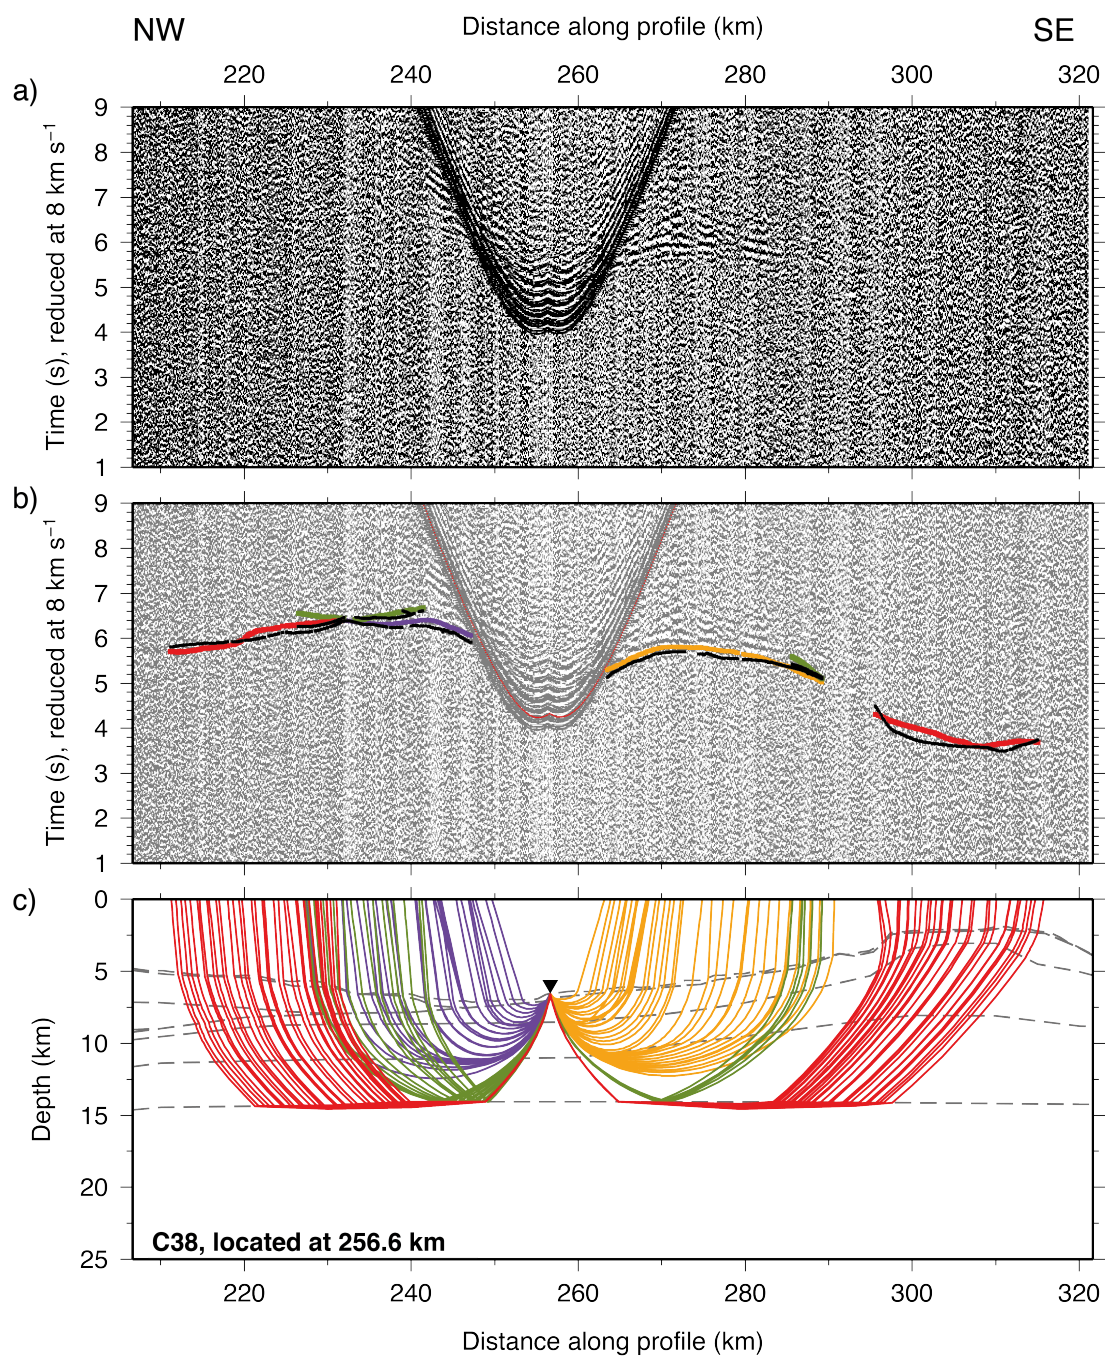 NW Distance along profile (km) SE
220 240 260 280 300 320
a)
Time (s), reduced at 8 km s⁻¹
9
8
7
6
5
4
3
2
1
b)
Time (s), reduced at 8 km s⁻¹
9
8
7
6
5
4
3
2
1
c)
Depth (km)
0
5
10
15
20
25
C38, located at 256.6 km
220 240 260 280 300 320
Distance along profile (km)